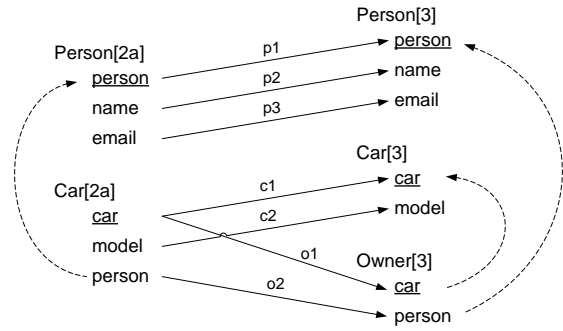 Person[2a]
person
name
email
Car[2a]
car
model
person
p1
p2
p3
c1
c2
o1
o2
Person[3]
person
name
email
Car[3]
car
model
Owner[3]
car
person